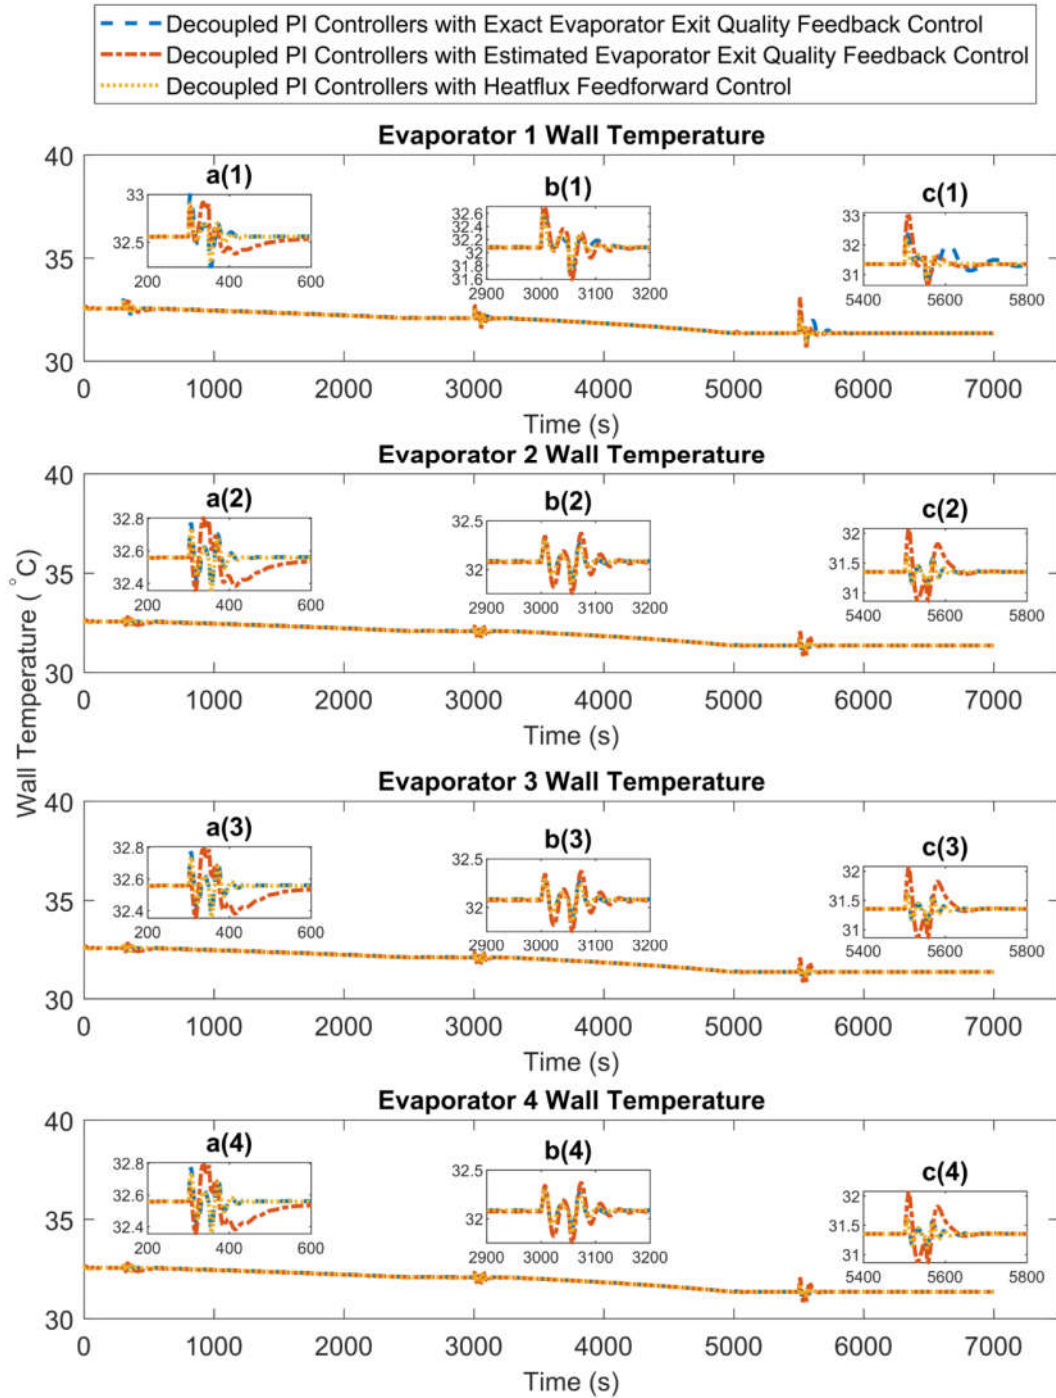 Decoupled PI Controllers with Exact Evaporator Exit Quality Feedback Control
Decoupled PI Controllers with Estimated Evaporator Exit Quality Feedback Control
Decoupled PI Controllers with Heatflux Feedforward Control
Evaporator 1 Wall Temperature
40
35
30
a(1)
33
32.5
200 400 600
b(1)
32.6
32.2
32
31.8
31.6
2900 3000 3100 3200
c(1)
33
32
31
5400 5600 5800
0 1000 2000 3000 4000 5000 6000 7000
Time (s)
Evaporator 2 Wall Temperature
40
35
30
a(2)
32.8
32.6
32.4
200 400 600
b(2)
32.5
32
2900 3000 3100 3200
c(2)
32
31.5
31
5400 5600 5800
0 1000 2000 3000 4000 5000 6000 7000
Time (s)
Wall Temperature (°C)
Evaporator 3 Wall Temperature
40
35
30
a(3)
32.8
32.6
32.4
200 400 600
b(3)
32.5
32
2900 3000 3100 3200
c(3)
32
31.5
31
5400 5600 5800
0 1000 2000 3000 4000 5000 6000 7000
Time (s)
Evaporator 4 Wall Temperature
40
35
30
a(4)
32.8
32.6
32.4
200 400 600
b(4)
32.5
32
2900 3000 3100 3200
c(4)
32
31.5
31
5400 5600 5800
0 1000 2000 3000 4000 5000 6000 7000
Time (s)